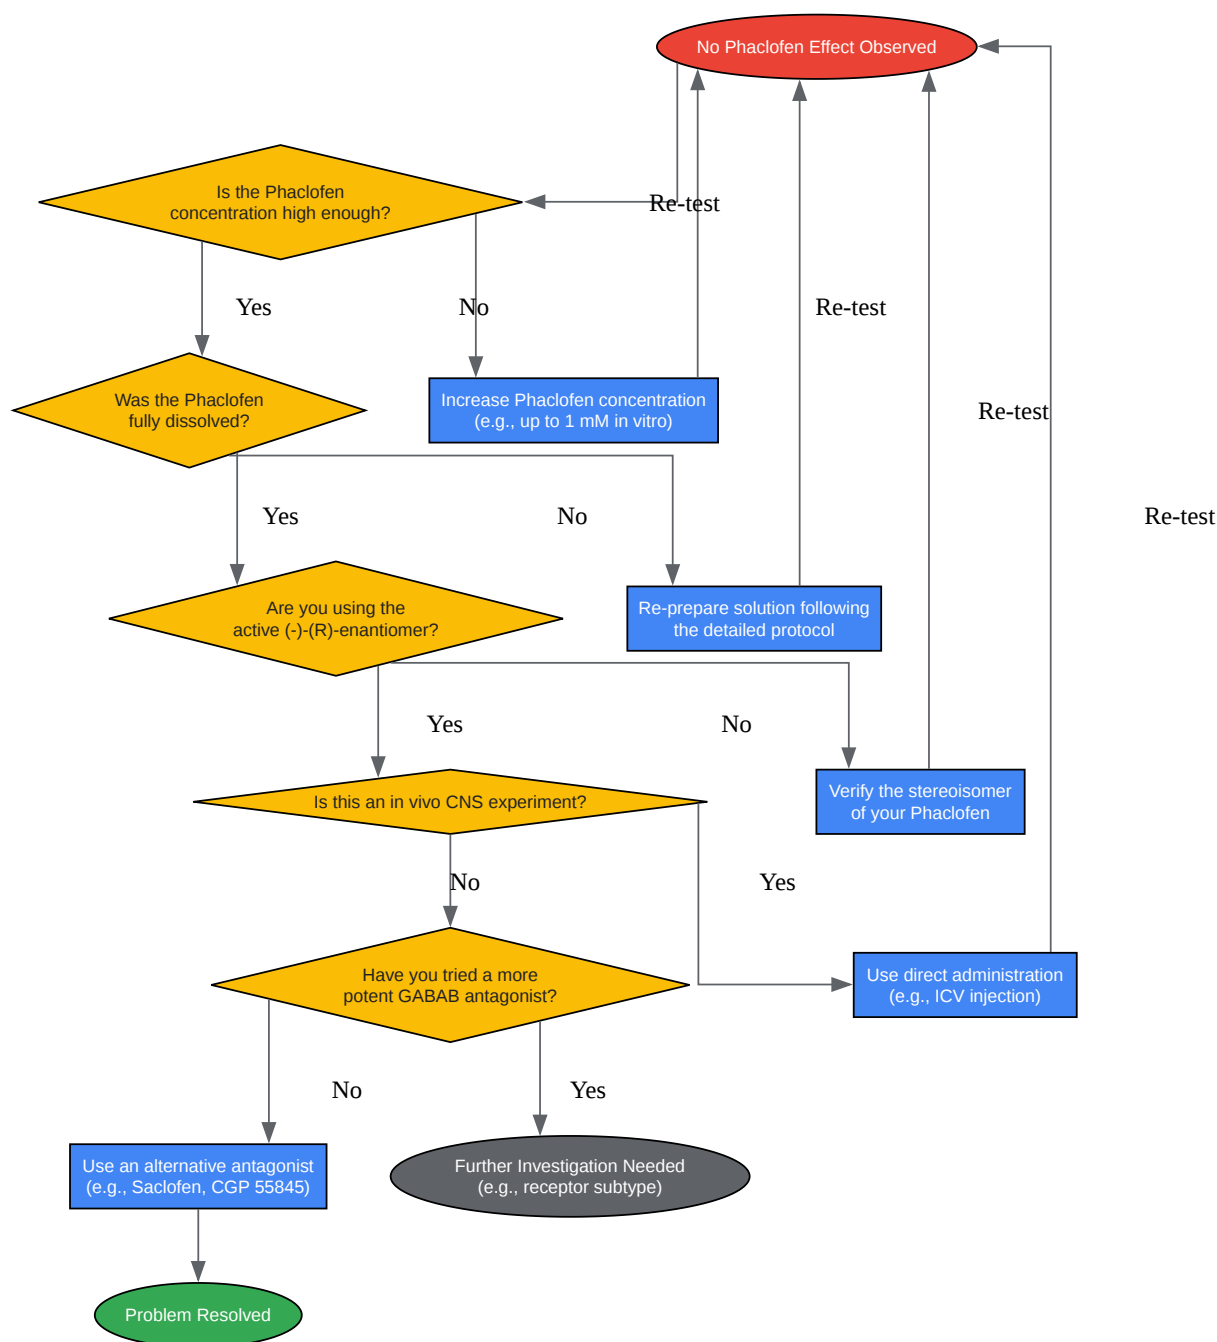 No Phaclofen Effect Observed
Is the Phaclofen
concentration high enough?
Re-test
Yes
No
Re-test
Was the Phaclofen
fully dissolved?
Increase Phaclofen concentration
(e.g., up to 1 mM in vitro)
Re-test
Yes
No
Re-test
Are you using the
active (-)-(R)-enantiomer?
Re-prepare solution following
the detailed protocol
Yes
No
Is this an in vivo CNS experiment?
Verify the stereoisomer
of your Phaclofen
No
Yes
Have you tried a more
potent GABAB antagonist?
Use direct administration
(e.g., ICV injection)
No
Yes
Use an alternative antagonist
(e.g., Saclofen, CGP 55845)
Further Investigation Needed
(e.g., receptor subtype)
Problem Resolved